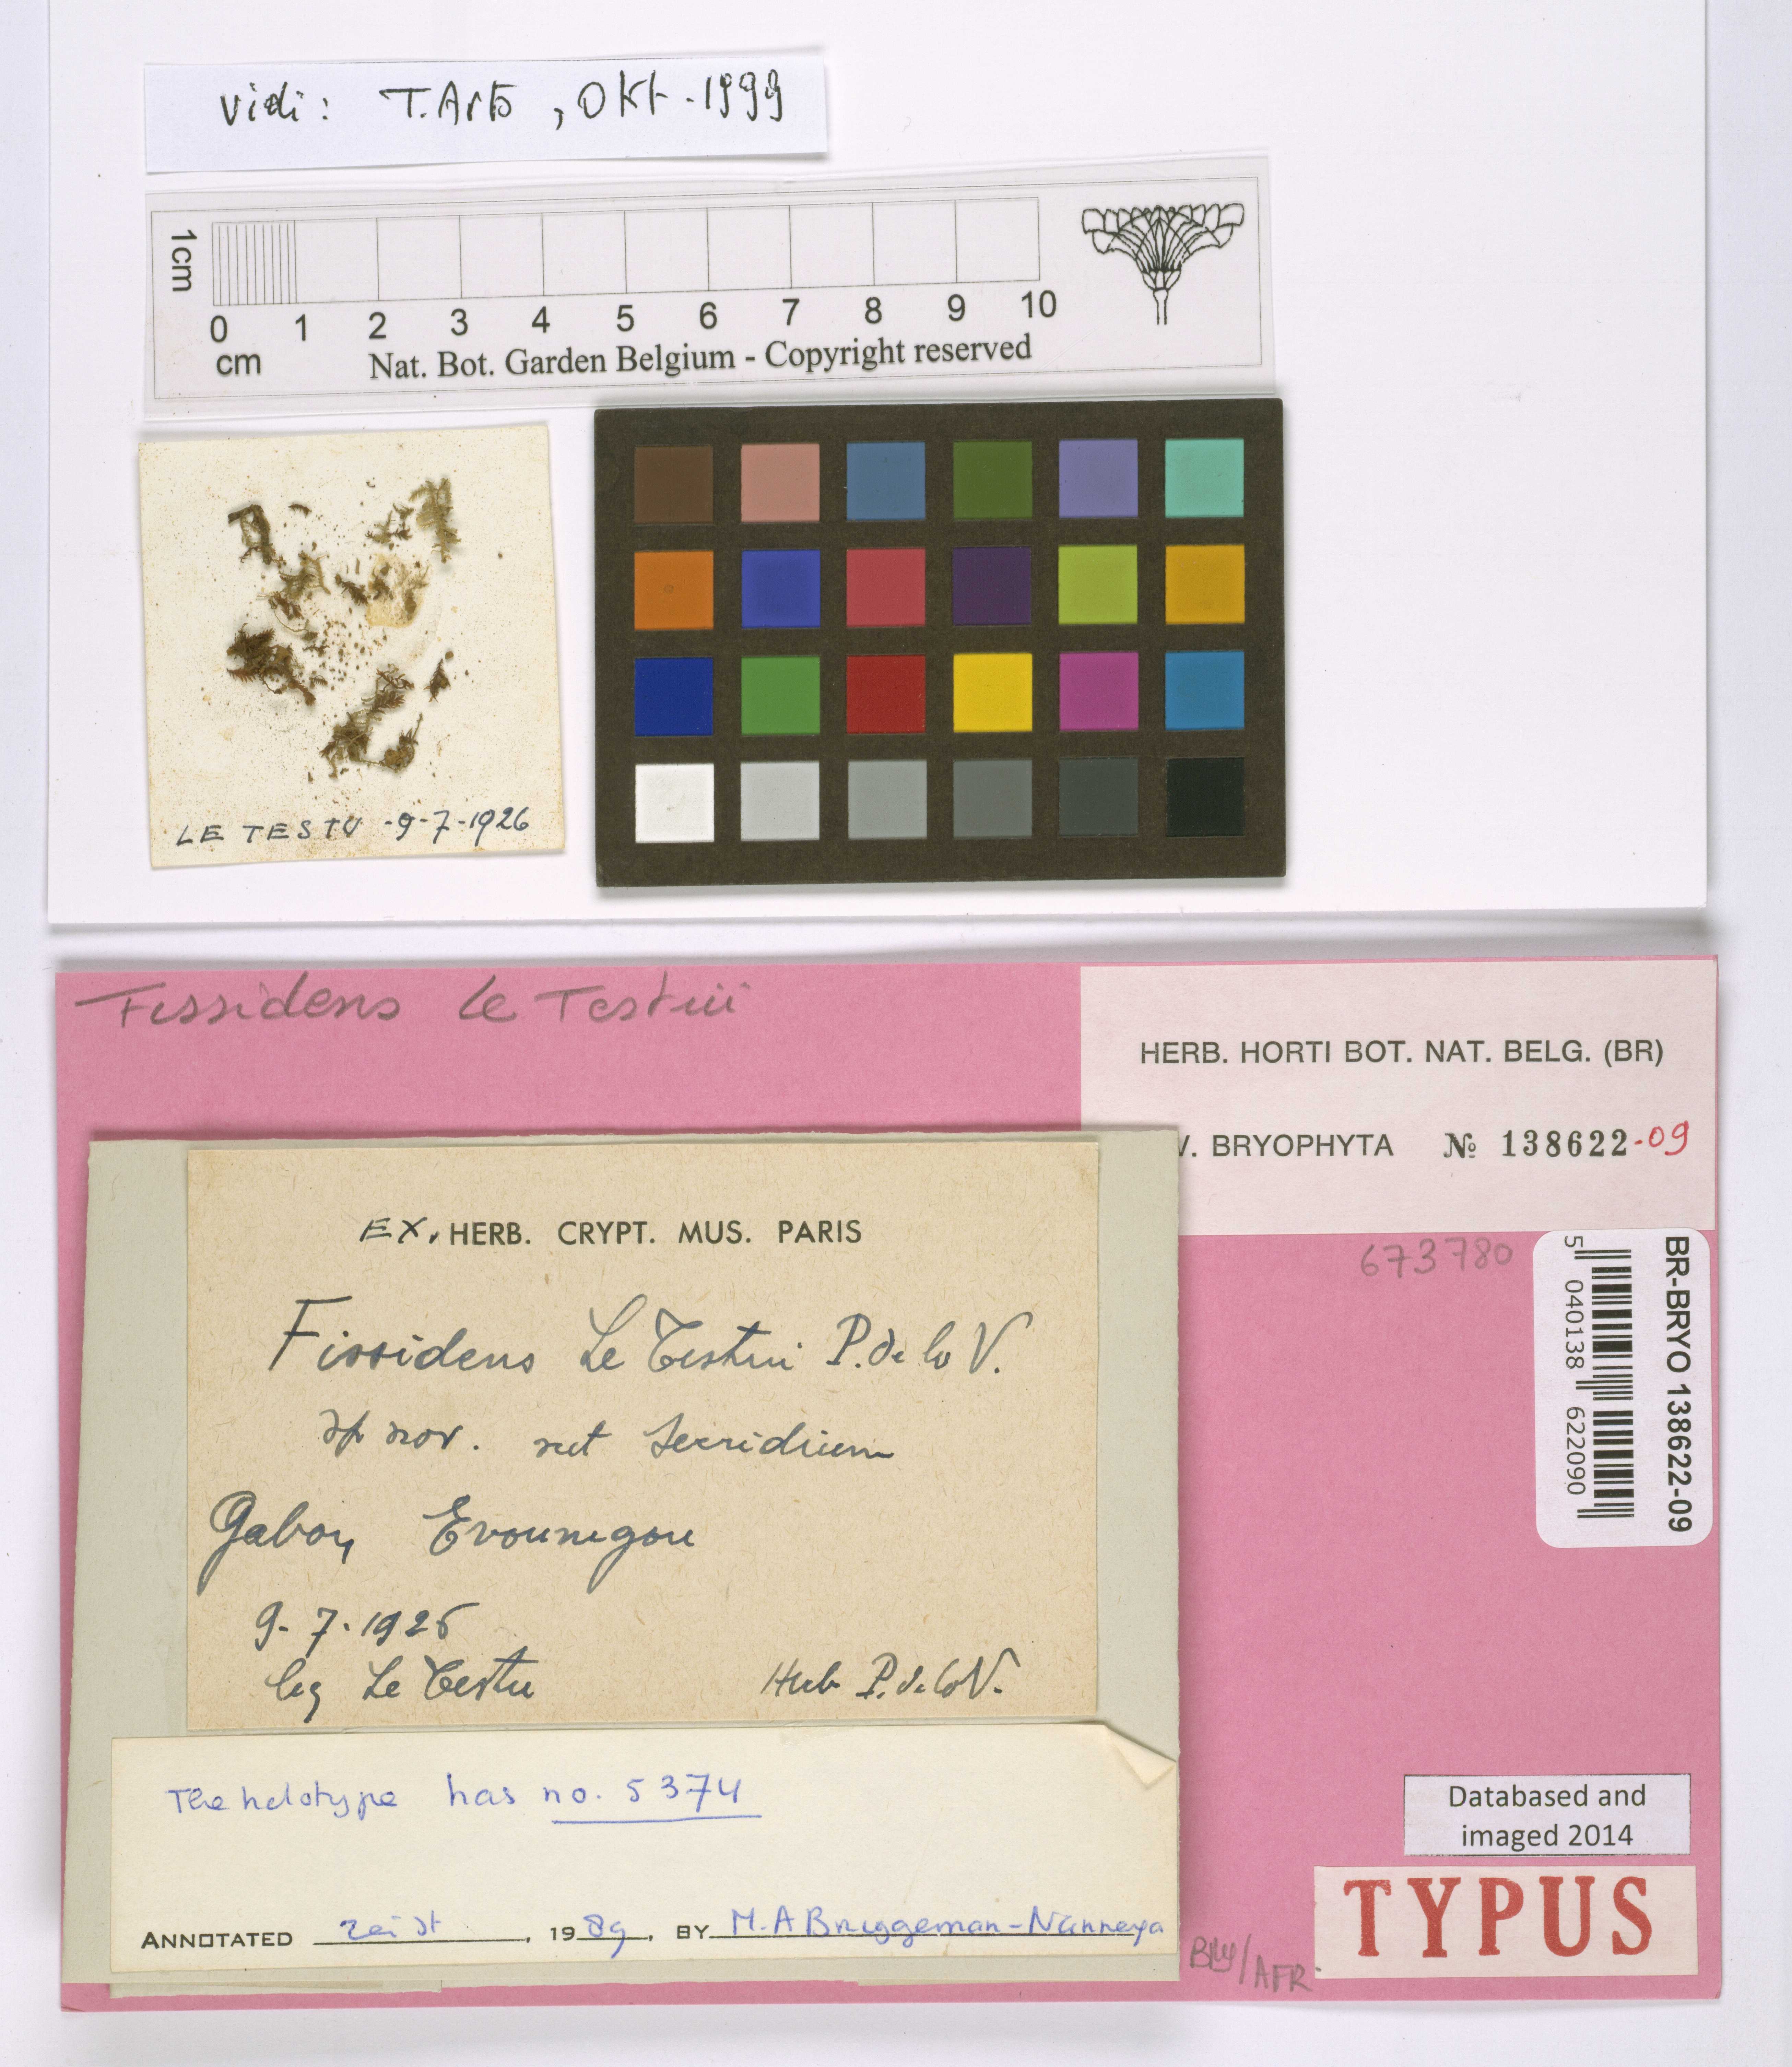 vidi: T. Arts, Okt. 1999
1cm
0 1 2 3 4 5 6 7 8 9 10
cm
Nat. Bot. Garden Belgium - Copyright reserved
LE TESTU -9-7-1926
Fissidens Le Testui
HERB. HORTI BOT. NAT. BELG. (BR)
V. BRYOPHYTA № 138622-09
673780
BR-BRYO 138622-09
5 040138 622090
EX. HERB. CRYPT. MUS. PARIS
Fissidens Le Testui P. de la V.
sp nov.
Gabon, Evounegou
9-7-1926
leg Le Testu
Herb P. de la V.
The holotype has no. 5374
ANNOTATED , 1989, BY M.A Bruggeman-Nannenga
Databased and
imaged 2014
TYPUS
BRY/AFR